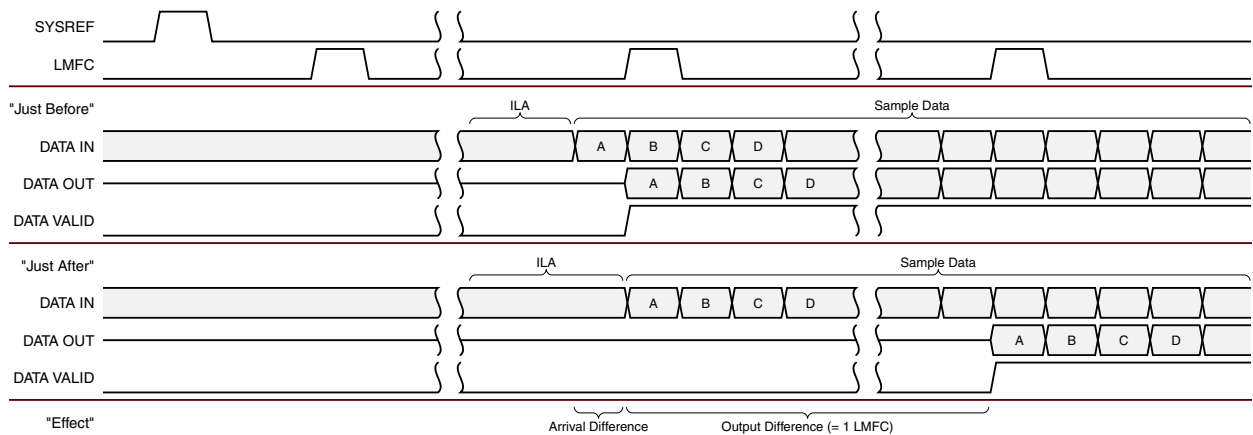 SYSREF
LMFC
"Just Before"
ILA
Sample Data
DATA IN
A B C D
DATA OUT
A B C D
DATA VALID
"Just After"
ILA
Sample Data
DATA IN
A B C D
DATA OUT
A B C D
DATA VALID
"Effect"
Arrival Difference
Output Difference (= 1 LMFC)